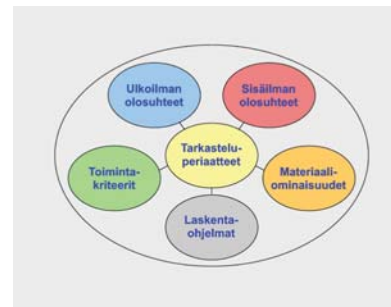 Ulkoilman
olosuhteet
Sisäilman
olosuhteet
Tarkastelu-
periaatteet
Toiminta-
kriteerit
Materiaali-
ominaisuudet
Laskenta-
ohjelmat